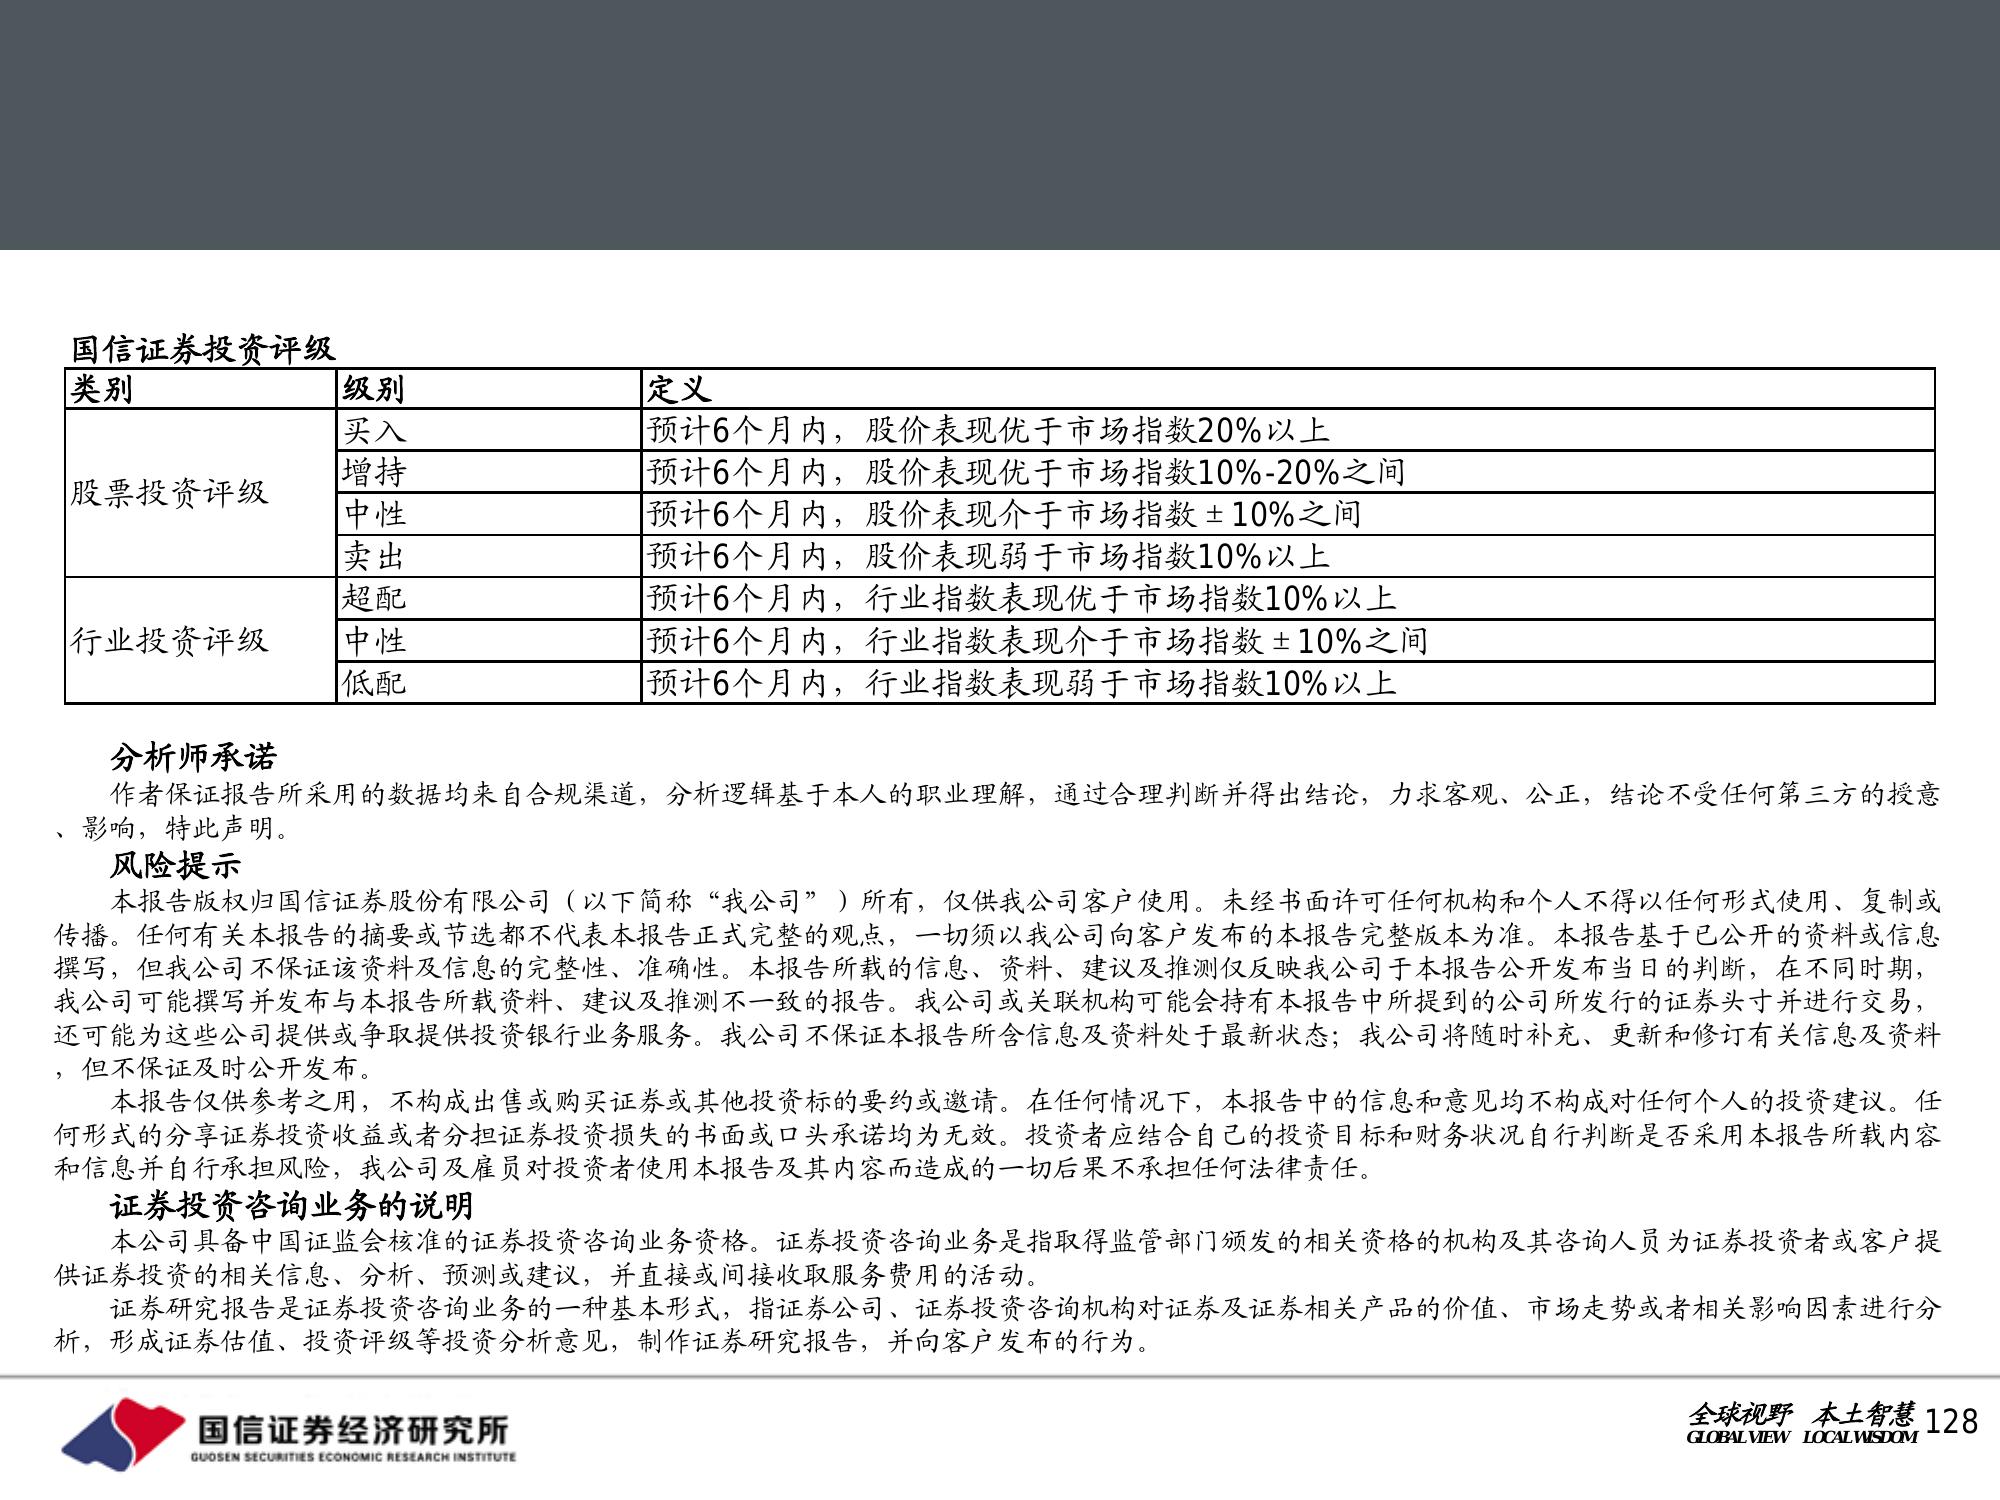 国信证券投资评级
类别 级别 定义
股票投资评级
买入 预计6个月内，股价表现优于市场指数20%以上
增持 预计6个月内，股价表现优于市场指数10%-20%之间
中性 预计6个月内，股价表现介于市场指数±10%之间
卖出 预计6个月内，股价表现弱于市场指数10%以上
行业投资评级
超配 预计6个月内，行业指数表现优于市场指数10%以上
中性 预计6个月内，行业指数表现介于市场指数±10%之间
低配 预计6个月内，行业指数表现弱于市场指数10%以上
分析师承诺
作者保证报告所采用的数据均来自合规渠道，分析逻辑基于本人的职业理解，通过合理判断并得出结论，力求客观、公正，结论不受任何第三方的授意
、影响，特此声明。
风险提示
本报告版权归国信证券股份有限公司（以下简称“我公司”）所有，仅供我公司客户使用。未经书面许可任何机构和个人不得以任何形式使用、复制或
传播。任何有关本报告的摘要或节选都不代表本报告正式完整的观点，一切须以我公司向客户发布的本报告完整版本为准。本报告基于已公开的资料或信息
撰写，但我公司不保证该资料及信息的完整性、准确性。本报告所载的信息、资料、建议及推测仅反映我公司于本报告公开发布当日的判断，在不同时期，
我公司可能撰写并发布与本报告所载资料、建议及推测不一致的报告。我公司或关联机构可能会持有本报告中所提到的公司所发行的证券头寸并进行交易，
还可能为这些公司提供或争取提供投资银行业务服务。我公司不保证本报告所含信息及资料处于最新状态；我公司将随时补充、更新和修订有关信息及资料
，但不保证及时公开发布。
本报告仅供参考之用，不构成出售或购买证券或其他投资标的要约或邀请。在任何情况下，本报告中的信息和意见均不构成对任何个人的投资建议。任
何形式的分享证券投资收益或者分担证券投资损失的书面或口头承诺均为无效。投资者应结合自己的投资目标和财务状况自行判断是否采用本报告所载内容
和信息并自行承担风险，我公司及雇员对投资者使用本报告及其内容而造成的一切后果不承担任何法律责任。
证券投资咨询业务的说明
本公司具备中国证监会核准的证券投资咨询业务资格。证券投资咨询业务是指取得监管部门颁发的相关资格的机构及其咨询人员为证券投资者或客户提
供证券投资的相关信息、分析、预测或建议，并直接或间接收取服务费用的活动。
证券研究报告是证券投资咨询业务的一种基本形式，指证券公司、证券投资咨询机构对证券及证券相关产品的价值、市场走势或者相关影响因素进行分
析，形成证券估值、投资评级等投资分析意见，制作证券研究报告，并向客户发布的行为。
国信证券经济研究所
GUOSEN SECURITIES ECONOMIC RESEARCH INSTITUTE
全球视野 本土智慧
GLOBAL VIEW LOCAL WISDOM
128